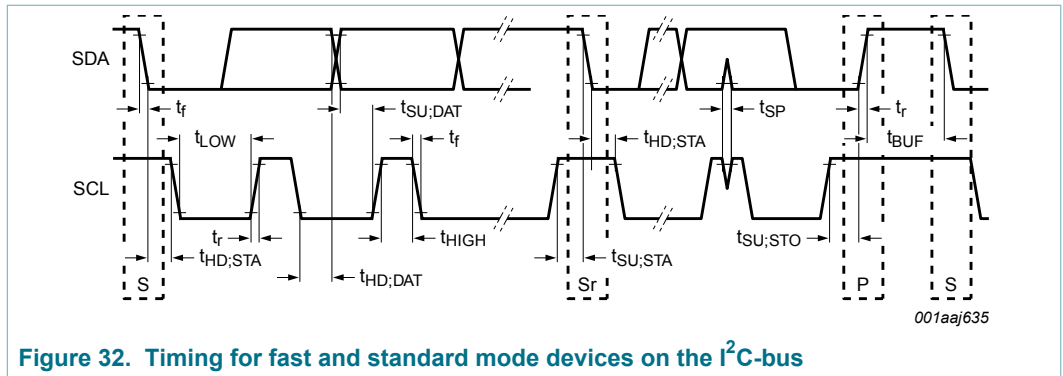 SDA
t_f
t_SU;DAT
t_SP
t_r
t_LOW
t_f
t_HD;STA
t_BUF
SCL
t_r
t_HIGH
t_SU;STO
t_HD;STA
t_HD;DAT
t_SU;STA
S
Sr
P
S
001aaj635
Figure 32. Timing for fast and standard mode devices on the I²C-bus